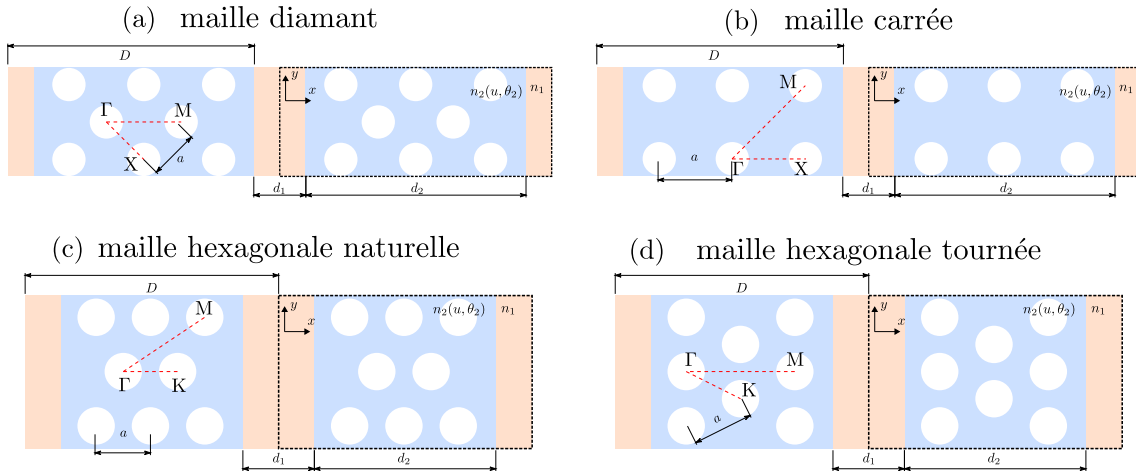 (a) maille diamant
D
y
x
n₂(u, θ₂)
n₁
Γ
M
X
a
d₁
d₂
(b) maille carrée
D
y
x
n₂(u, θ₂)
n₁
M
Γ
X
a
d₁
d₂
(c) maille hexagonale naturelle
D
y
x
n₂(u, θ₂)
n₁
M
Γ
K
a
d₁
d₂
(d) maille hexagonale tournée
D
y
x
n₂(u, θ₂)
n₁
Γ
M
K
a
d₁
d₂